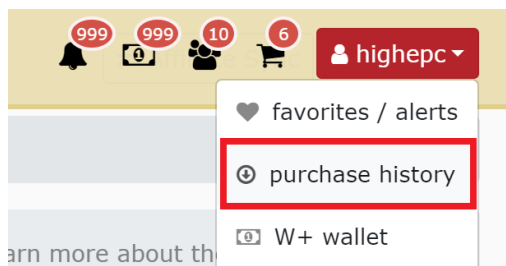 999 999 10 6 highepc
favorites / alerts
purchase history
W+ wallet
arn more about th